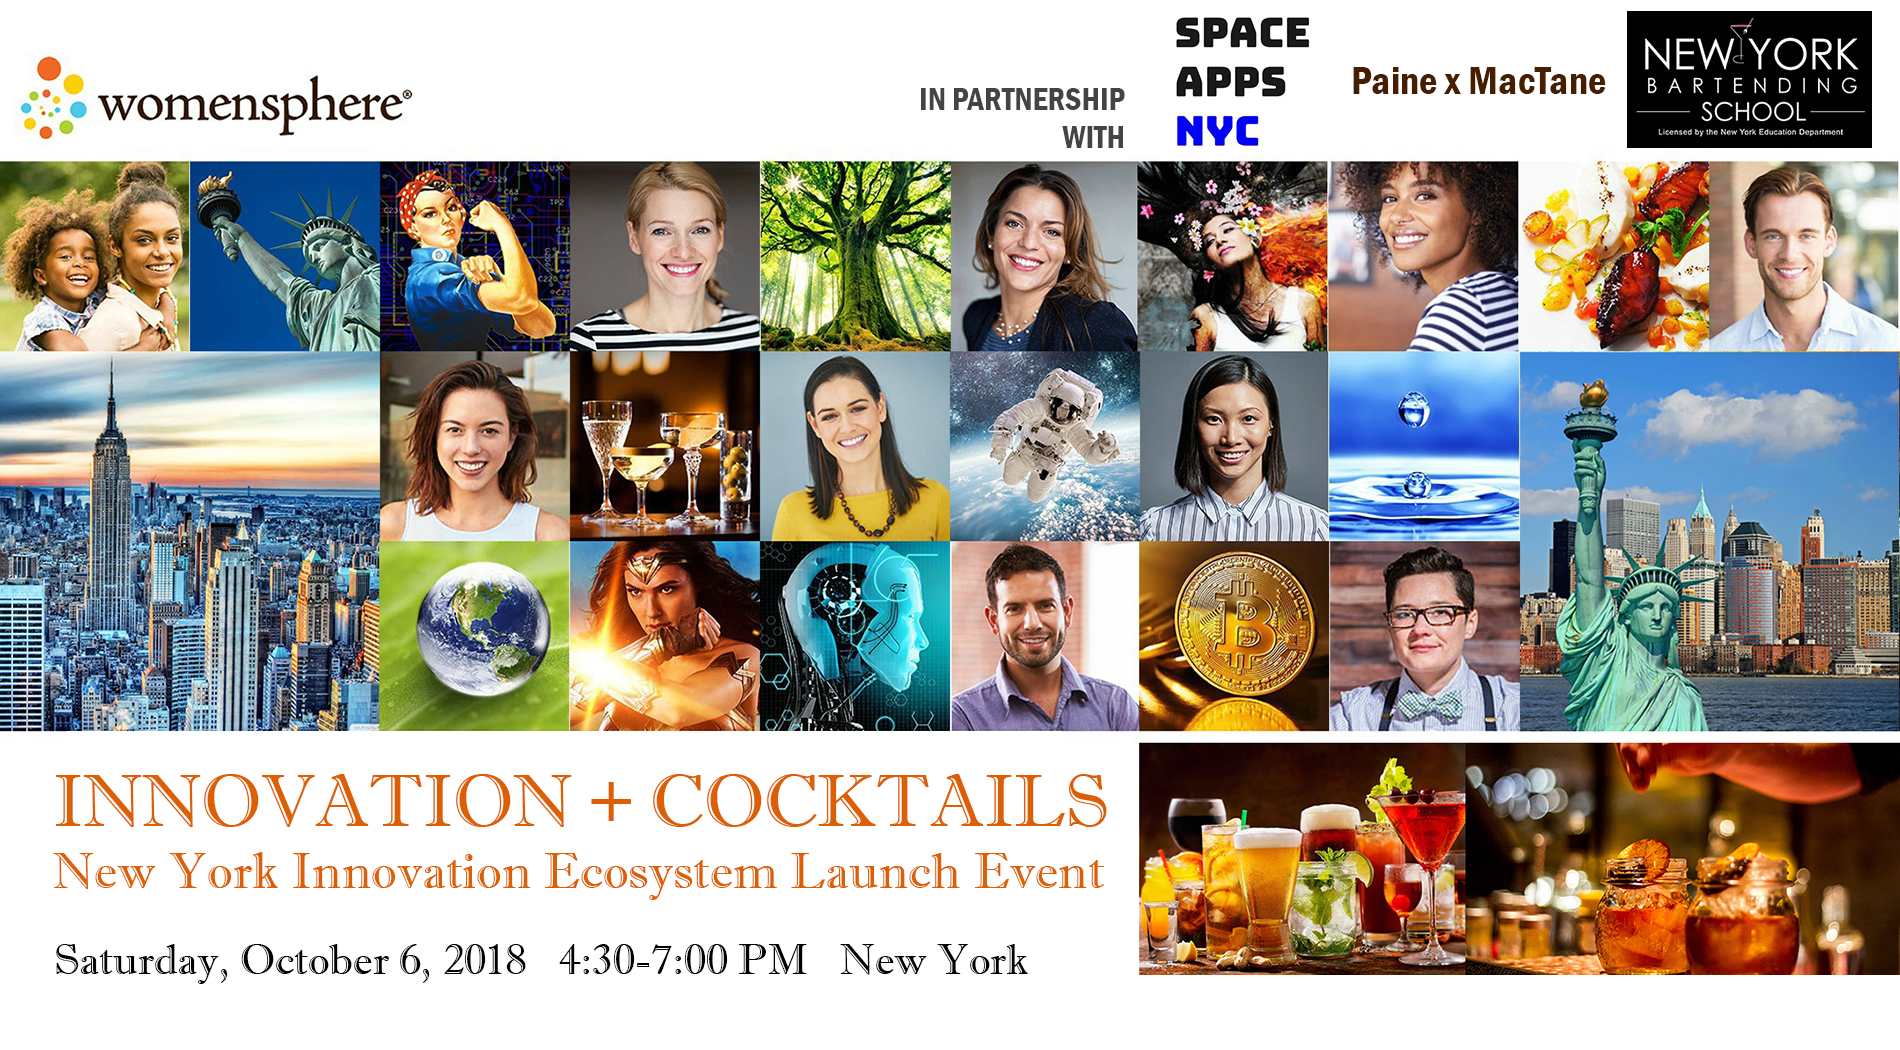 womensphere®
IN PARTNERSHIP
WITH
SPACE
APPS
NYC
Paine x MacTane
NEW YORK
BARTENDING
SCHOOL
Licensed by the New York Education Department
INNOVATION + COCKTAILS
New York Innovation Ecosystem Launch Event
Saturday, October 6, 2018 4:30-7:00 PM New York